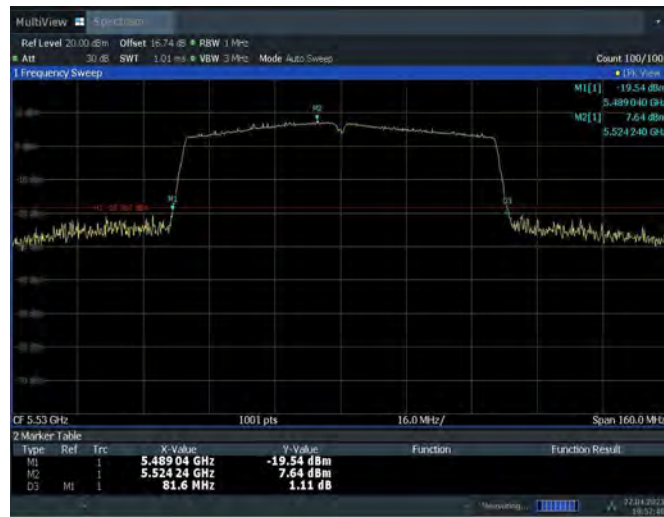 MultiView Spectrum
Ref Level 20.00 dBm Offset 16.74 dB RBW 1 MHz
Att 30 dB SWT 1.01 ms VBW 3 MHz Mode Auto Sweep Count 100/100
1 Frequency Sweep 1Pk View
M1[1] -19.54 dBm
5.489 040 GHz
M2[1] 7.64 dBm
5.524 240 GHz
M2
M1
D3
CF 5.53 GHz 1001 pts 16.0 MHz/ Span 160.0 MHz
2 Marker Table
Type Ref Trc X-Value Y-Value Function Function Result
M1 1 5.489 04 GHz -19.54 dBm
M2 1 5.524 24 GHz 7.64 dBm
D3 M1 1 81.6 MHz 1.11 dB
Measuring...